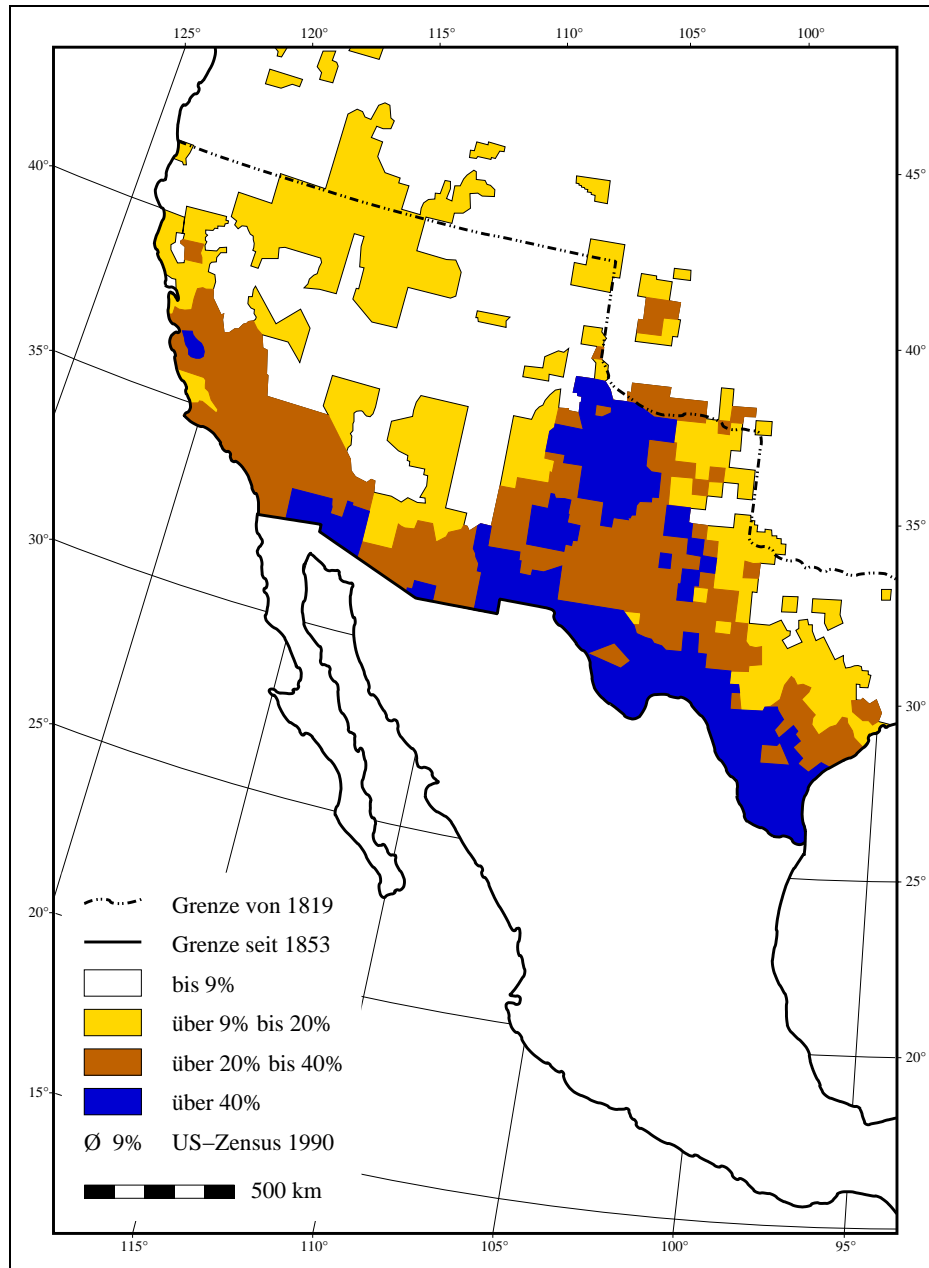 125°
120°
115°
110°
105°
100°
40°
45°
35°
40°
30°
35°
25°
30°
20°
25°
15°
20°
Grenze von 1819
Grenze seit 1853
bis 9%
über 9% bis 20%
über 20% bis 40%
über 40%
Ø 9% US−Zensus 1990
500 km
115°
110°
105°
100°
95°